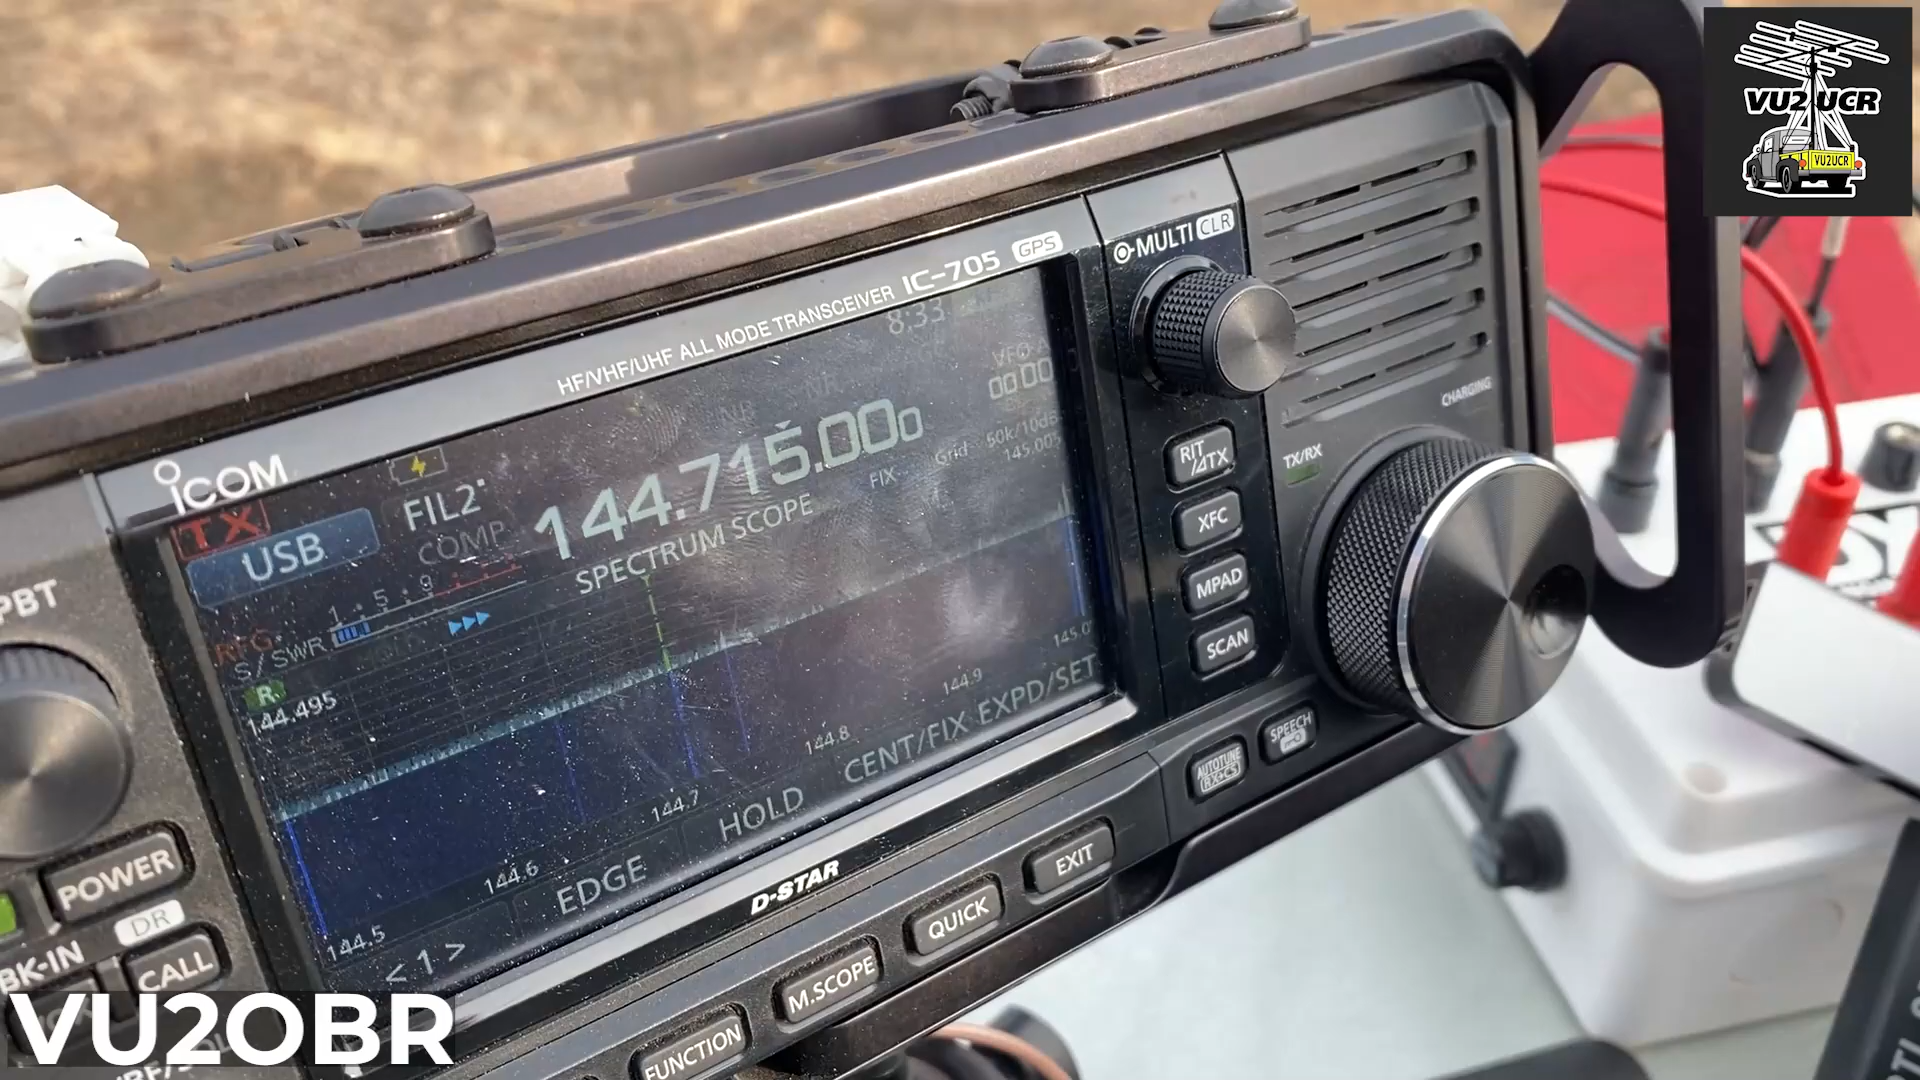 VU2UCR
VU2UCR
HF/VHF/UHF ALL MODE TRANSCEIVER IC-705 GPS
ICOM
8:33
TX
USB
FIL2
COMP
144.715.000
00:00
SPECTRUM SCOPE
FIX
Grid
50k/10dB
145.005
1 5 9
RFG
S/SWR
R
144.495
144.5
144.6
144.7
144.8
144.9
145.0
< 1 >
EDGE
HOLD
CENT/FIX
EXPD/SET
D-STAR
MULTI CLR
RIT/⊿TX
XFC
MPAD
SCAN
CHARGING
TX/RX
AUTOTUNE
RX→CS
SPEECH
PBT
POWER
DR
BK-IN
CALL
FUNCTION
M.SCOPE
QUICK
EXIT
VU2OBR